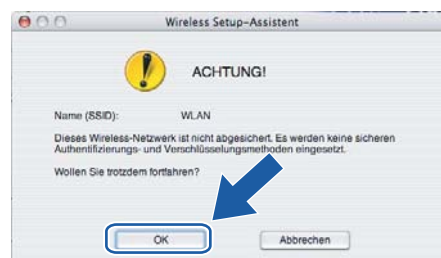 Wireless Setup-Assistent
ACHTUNG!
Name (SSID): WLAN
Dieses Wireless-Netzwerk ist nicht abgesichert. Es werden keine sicheren
Authentifizierungs- und Verschlüsselungsmethoden eingesetzt.
Wollen Sie trotzdem fortfahren?
OK Abbrechen